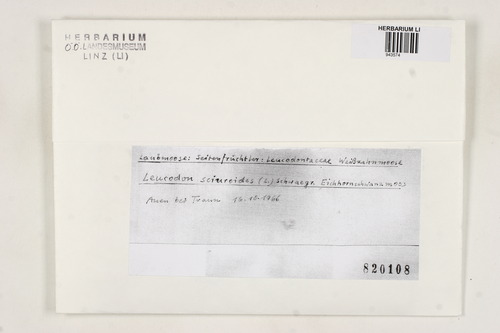 HERBARIUM
O.Ö. LANDESMUSEUM
LINZ (LI)
HERBARIUM LI
Laubmoose: Seitenfrüchtler: Leucodontaceae Weißzahnmoose
Leucodon sciuroides (L.) Schwaegr. Eichhornschwanzmoos
Auen bei Traun
820108